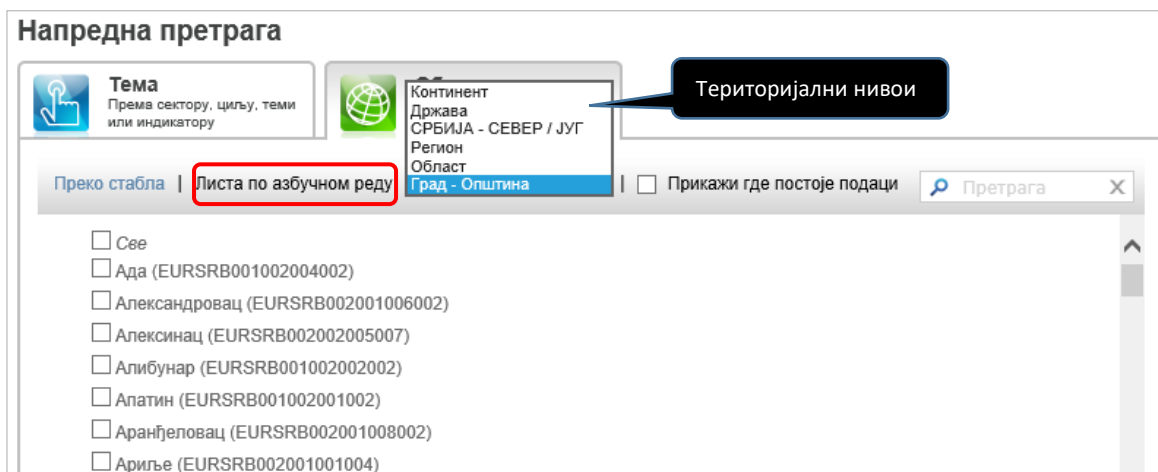 Напредна претрага
Тема
Према сектору, циљу, теми
или индикатору
Континент
Држава
СРБИЈА - СЕВЕР / ЈУГ
Регион
Област
Град - Општина
Територијални нивои
Преко стабла | Листа по азбучном реду | Прикажи где постоје подаци Претрага X
Све
Ада (EURSRB001002004002)
Александровац (EURSRB002001006002)
Алексинац (EURSRB002002005007)
Алибунар (EURSRB001002002002)
Апатин (EURSRB001002001002)
Аранђеловац (EURSRB002001008002)
Ариље (EURSRB002001001004)